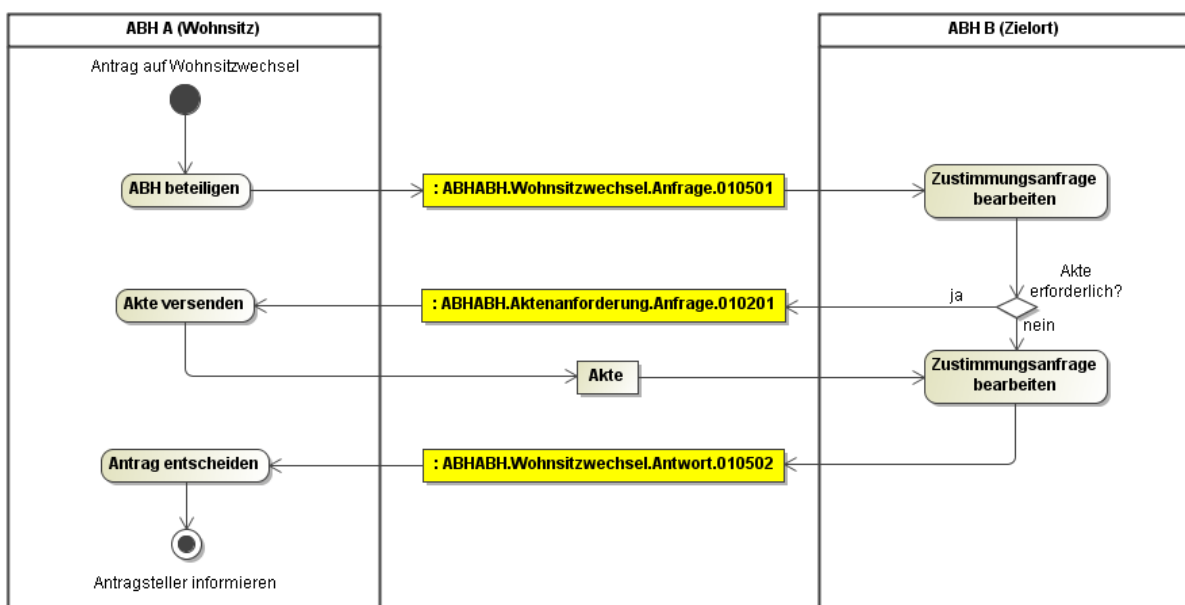 ABH A (Wohnsitz)
ABH B (Zielort)
Antrag auf Wohnsitzwechsel
ABH beteiligen
: ABHABH.Wohnsitzwechsel.Anfrage.010501
Zustimmungsanfrage
bearbeiten
Akte
erforderlich?
ja
nein
: ABHABH.Aktenanforderung.Anfrage.010201
Akte versenden
Akte
Zustimmungsanfrage
bearbeiten
: ABHABH.Wohnsitzwechsel.Antwort.010502
Antrag entscheiden
Antragsteller informieren